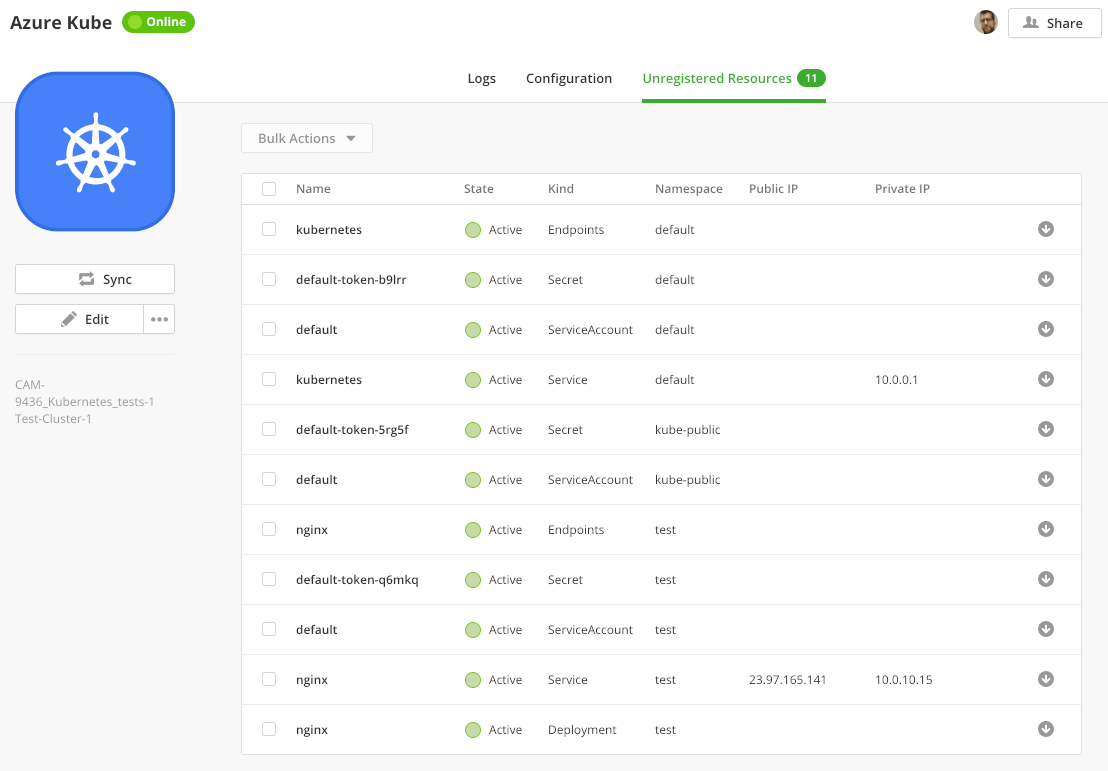 Azure Kube Online Share
Logs Configuration Unregistered Resources 11
Bulk Actions
Name State Kind Namespace Public IP Private IP
kubernetes Active Endpoints default
default-token-b9lrr Active Secret default
default Active ServiceAccount default
kubernetes Active Service default 10.0.0.1
default-token-5rg5f Active Secret kube-public
default Active ServiceAccount kube-public
nginx Active Endpoints test
default-token-q6mkq Active Secret test
default Active ServiceAccount test
nginx Active Service test 23.97.165.141 10.0.10.15
nginx Active Deployment test
Sync
Edit
CAM-
9436_Kubernetes_tests-1
Test-Cluster-1